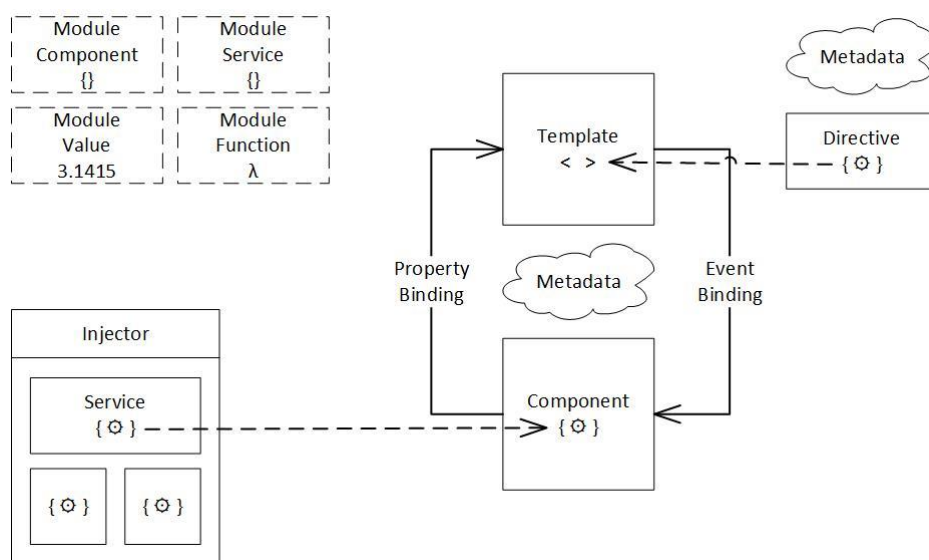 Module
Component
{}
Module
Service
{}
Module
Value
3.1415
Module
Function
λ
Metadata
Template
< >
Directive
{ ⚙ }
Property
Binding
Metadata
Event
Binding
Injector
Service
{ ⚙ }
Component
{ ⚙ }
{ ⚙ }
{ ⚙ }